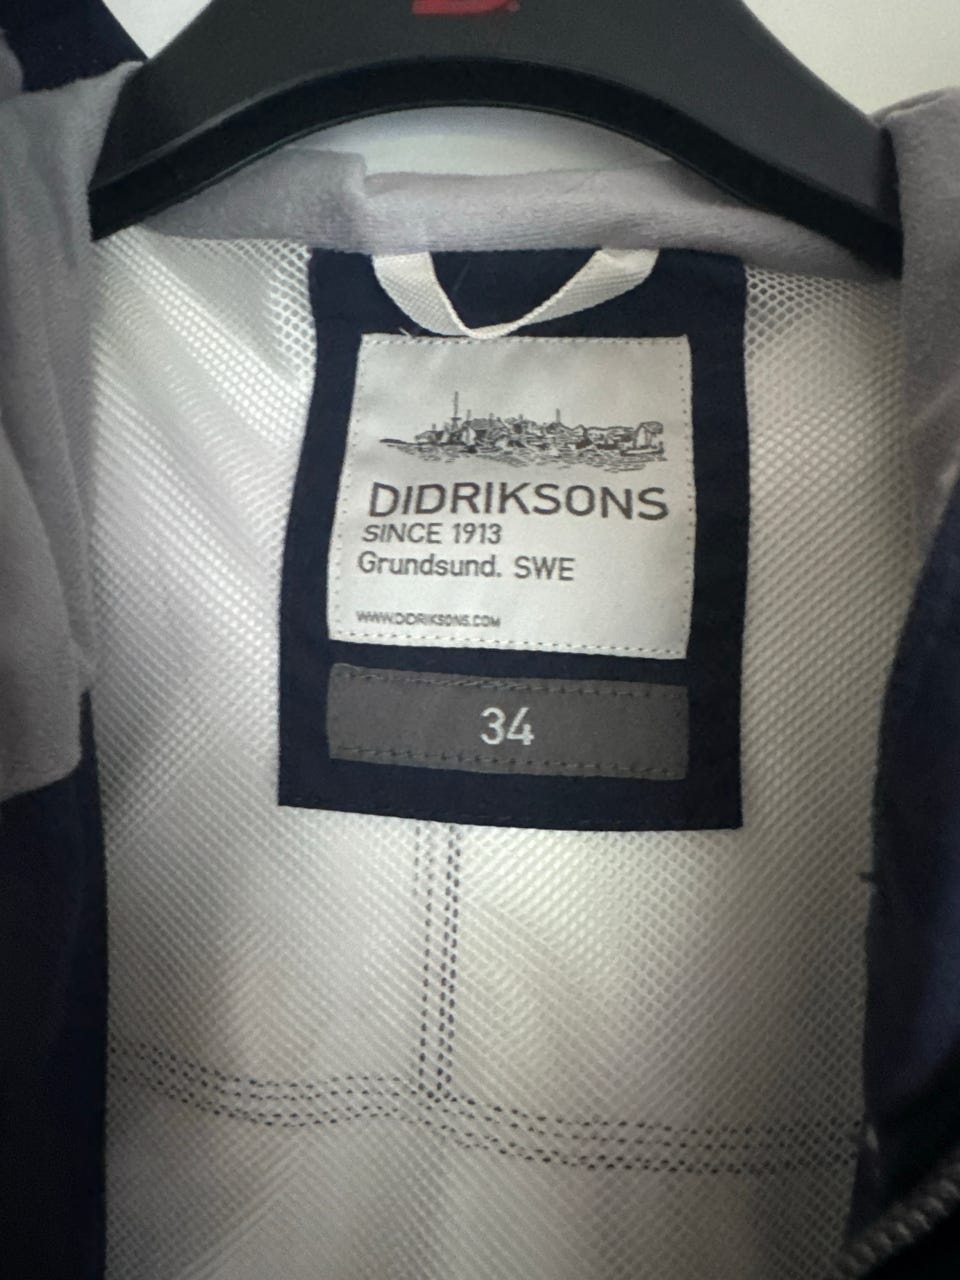 DIDRIKSONS
SINCE 1913
Grundsund. SWE
WWW.DIDRIKSONS.COM
34